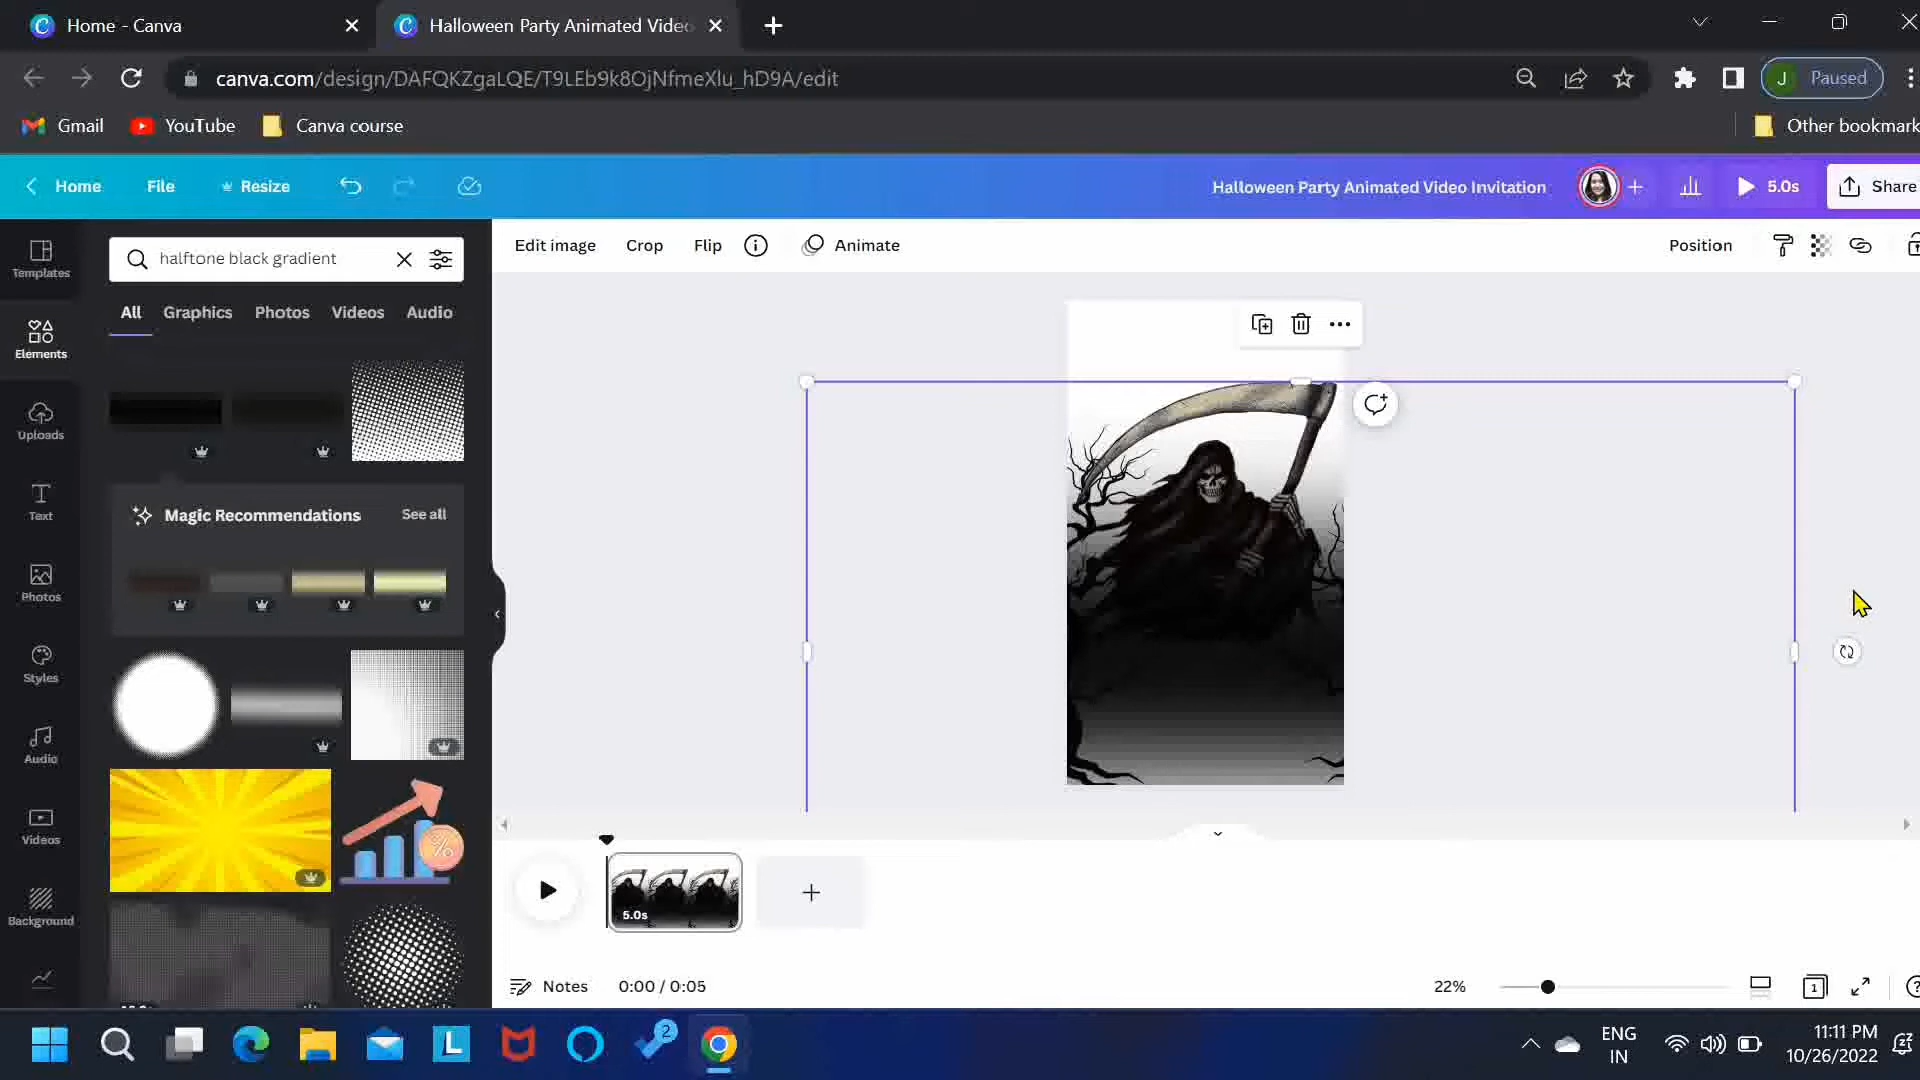 Home - Canva
Halloween Party Animated Video
canva.com/design/DAFQKZgaLQE/T9LEb9k8OjNfmeXlu_hD9A/edit
J Paused
Gmail
YouTube
Canva course
Other bookmark
Home
File
Resize
Halloween Party Animated Video Invitation
5.0s
Share
Templates
halftone black gradient
Edit image
Crop
Flip
Animate
Position
All
Graphics
Photos
Videos
Audio
Elements
Uploads
Text
Magic Recommendations
See all
Photos
Styles
Audio
Videos
Background
%
5.0s
Notes
0:00 / 0:05
22%
1
L
2
ENG
IN
11:11 PM
10/26/2022